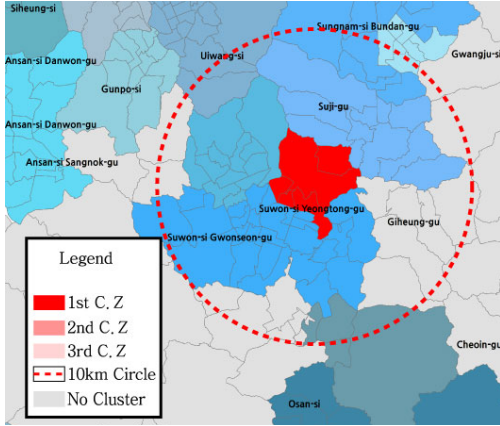 Siheung-si
Sungnam-si Bundan-gu
Ansan-si Danwon-gu
Uiwang-si
Gwangju-si
Gunpo-si
Suji-gu
Ansan-si Danwon-gu
Ansan-si Sangnok-gu
Suwon-si Yeongtong-gu
Giheung-gu
Suwon-si Gwonseon-gu
Legend
1st C. Z
2nd C. Z
3rd C. Z
10km Circle
No Cluster
Cheoin-gu
Osan-si